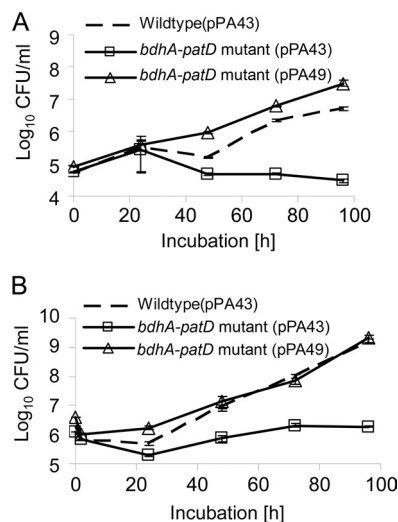 A
Wildtype(pPA43)
bdhA-patD mutant (pPA43)
bdhA-patD mutant (pPA49)
Log10 CFU/ml
9
8
7
6
5
4
0 20 40 60 80 100
Incubation [h]
B
Wildtype(pPA43)
bdhA-patD mutant (pPA43)
bdhA-patD mutant (pPA49)
Log10 CFU/ml
10
9
8
7
6
5
0 20 40 60 80 100
Incubation [h]